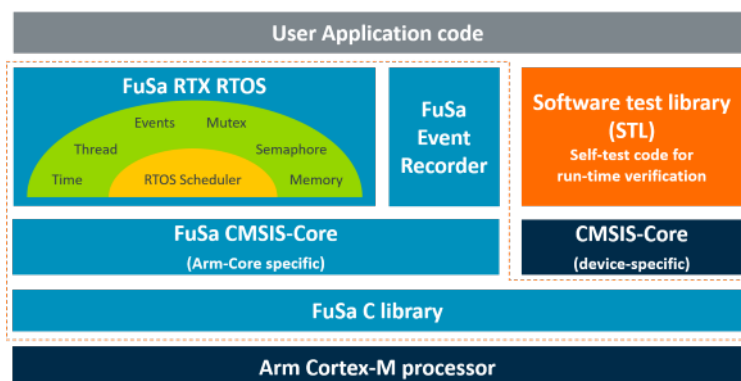 User Application code
FuSa RTX RTOS
Events
Mutex
Thread
Semaphore
Time
RTOS Scheduler
Memory
FuSa
Event
Recorder
Software test library
(STL)
Self-test code for
run-time verification
FuSa CMSIS-Core
(Arm-Core specific)
CMSIS-Core
(device-specific)
FuSa C library
Arm Cortex-M processor